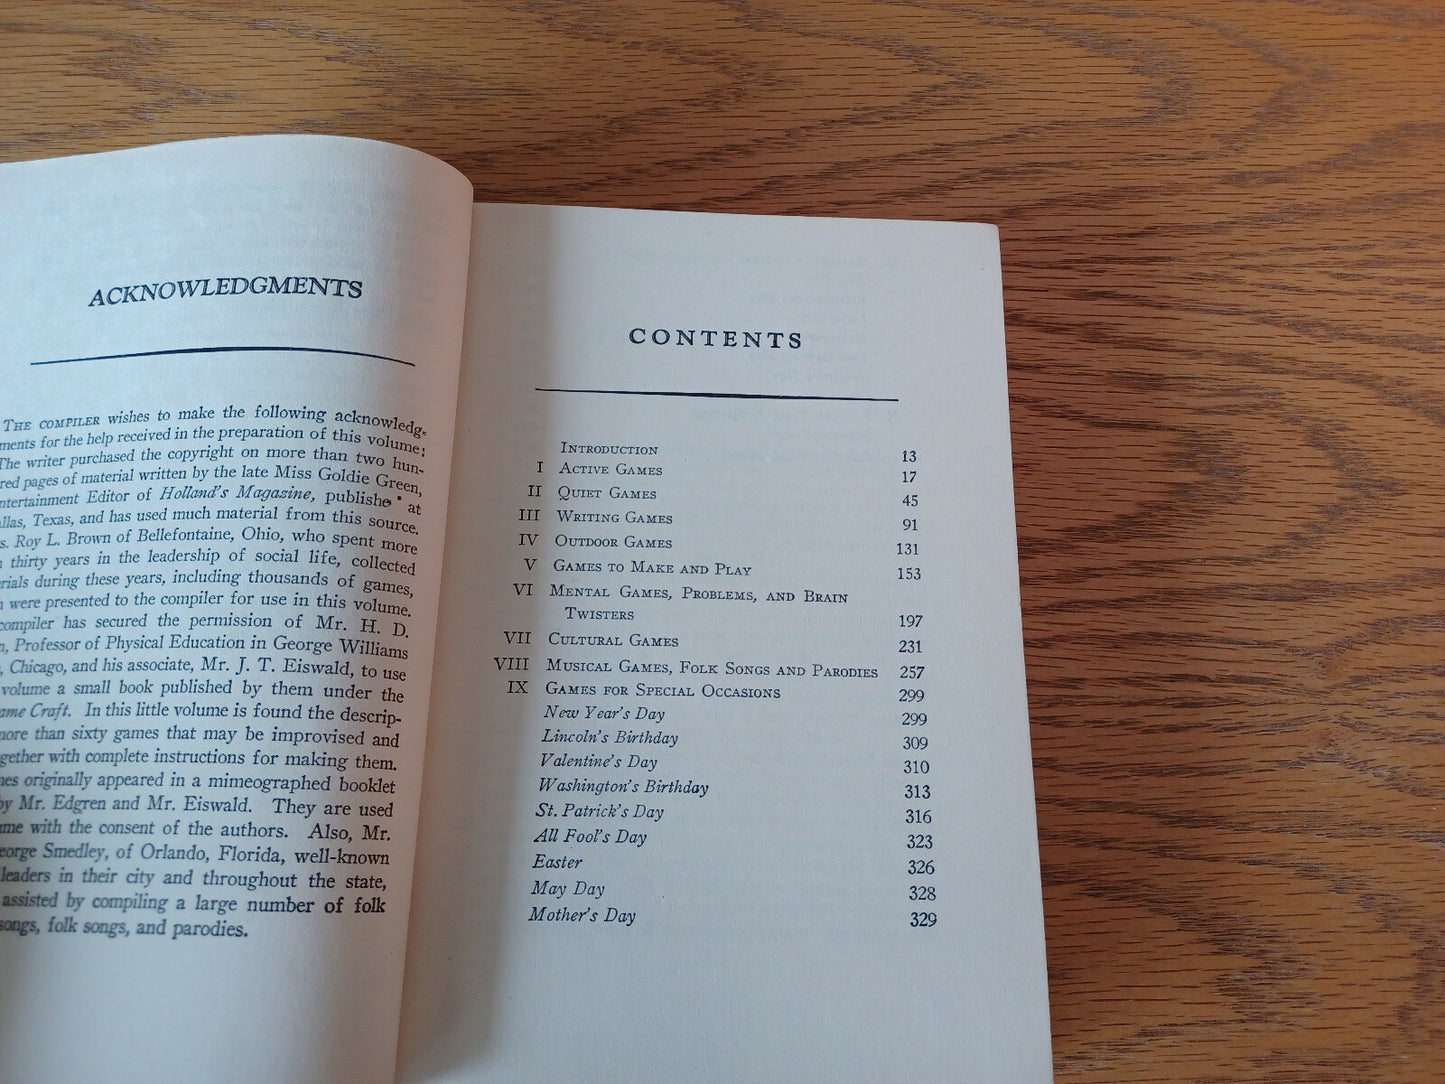 ACKNOWLEDGMENTS
THE COMPILER wishes to make the following acknowledg-
ments for the help received in the preparation of this volume:
The writer purchased the copyright on more than two hun-
red pages of material written by the late Miss Goldie Green,
ntertainment Editor of Holland's Magazine, publishe at
allas, Texas, and has used much material from this source.
s. Roy L. Brown of Bellefontaine, Ohio, who spent more
thirty years in the leadership of social life, collected
rials during these years, including thousands of games,
h were presented to the compiler for use in this volume.
compiler has secured the permission of Mr. H. D.
n, Professor of Physical Education in George Williams
, Chicago, and his associate, Mr. J. T. Eiswald, to use
volume a small book published by them under the
ame Craft. In this little volume is found the descrip-
more than sixty games that may be improvised and
ogether with complete instructions for making them.
nes originally appeared in a mimeographed booklet
by Mr. Edgren and Mr. Eiswald. They are used
ume with the consent of the authors. Also, Mr.
eorge Smedley, of Orlando, Florida, well-known
leaders in their city and throughout the state,
assisted by compiling a large number of folk
songs, folk songs, and parodies.
CONTENTS
INTRODUCTION 13
I ACTIVE GAMES 17
II QUIET GAMES 45
III WRITING GAMES 91
IV OUTDOOR GAMES 131
V GAMES TO MAKE AND PLAY 153
VI MENTAL GAMES, PROBLEMS, AND BRAIN
TWISTERS 197
VII CULTURAL GAMES 231
VIII MUSICAL GAMES, FOLK SONGS AND PARODIES 257
IX GAMES FOR SPECIAL OCCASIONS 299
New Year's Day 299
Lincoln's Birthday 309
Valentine's Day 310
Washington's Birthday 313
St. Patrick's Day 316
All Fool's Day 323
Easter 326
May Day 328
Mother's Day 329